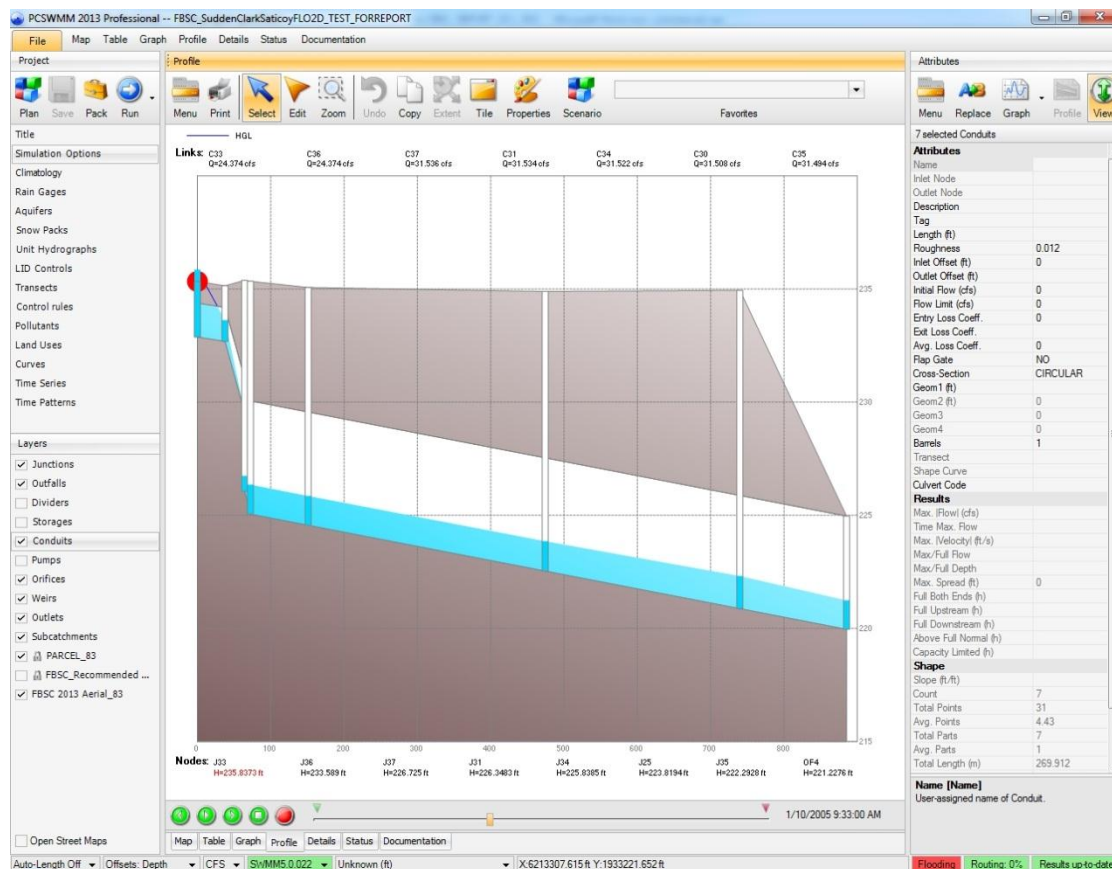 PCSWMM 2013 Professional -- FBSC_SuddenClarkSaticoyFLO2D_TEST_FORREPORT
File Map Table Graph Profile Details Status Documentation
Project
Plan Save Pack Run
Title
Simulation Options
Climatology
Rain Gages
Aquifers
Snow Packs
Unit Hydrographs
LID Controls
Transects
Control rules
Pollutants
Land Uses
Curves
Time Series
Time Patterns
Layers
Junctions
Outfalls
Dividers
Storages
Conduits
Pumps
Orifices
Weirs
Outlets
Subcatchments
PARCEL_83
FBSC_Recommended ...
FBSC 2013 Aerial_83
Open Street Maps
Profile
Menu Print Select Edit Zoom Undo Copy Extent Tile Properties Scenario Favorites
HGL
Links: C33 C36 C37 C31 C34 C30 C35
Q=24.374 cfs Q=24.374 cfs Q=31.536 cfs Q=31.534 cfs Q=31.522 cfs Q=31.508 cfs Q=31.494 cfs
235
230
225
220
215
0 100 200 300 400 500 600 700 800
Nodes: J33 J36 J37 J31 J34 J25 J35 OF4
H=235.8373 ft H=233.589 ft H=226.725 ft H=226.3483 ft H=225.8385 ft H=223.8194 ft H=222.2928 ft H=221.2276 ft
1/10/2005 9:33:00 AM
Map Table Graph Profile Details Status Documentation
Attributes
Menu Replace Graph Profile View
7 selected Conduits
Attributes
Name
Inlet Node
Outlet Node
Description
Tag
Length (ft)
Roughness 0.012
Inlet Offset (ft) 0
Outlet Offset (ft)
Initial Flow (cfs) 0
Flow Limit (cfs) 0
Entry Loss Coeff. 0
Exit Loss Coeff.
Avg. Loss Coeff. 0
Flap Gate NO
Cross-Section CIRCULAR
Geom1 (ft)
Geom2 (ft) 0
Geom3 0
Geom4 0
Barrels 1
Transect
Shape Curve
Culvert Code
Results
Max. |Flow| (cfs)
Time Max. Flow
Max. |Velocity| (ft/s)
Max/Full Flow
Max/Full Depth
Max. Spread (ft) 0
Full Both Ends (h)
Full Upstream (h)
Full Downstream (h)
Above Full Normal (h)
Capacity Limited (h)
Shape
Slope (ft/ft)
Count 7
Total Points 31
Avg. Points 4.43
Total Parts 7
Avg. Parts 1
Total Length (m) 269.912
Name [Name]
User-assigned name of Conduit.
Auto-Length Off Offsets: Depth CFS SWMM5.0.022 Unknown (ft) X:6213307.615 ft Y:1933221.652 ft Flooding Routing: 0% Results up-to-date